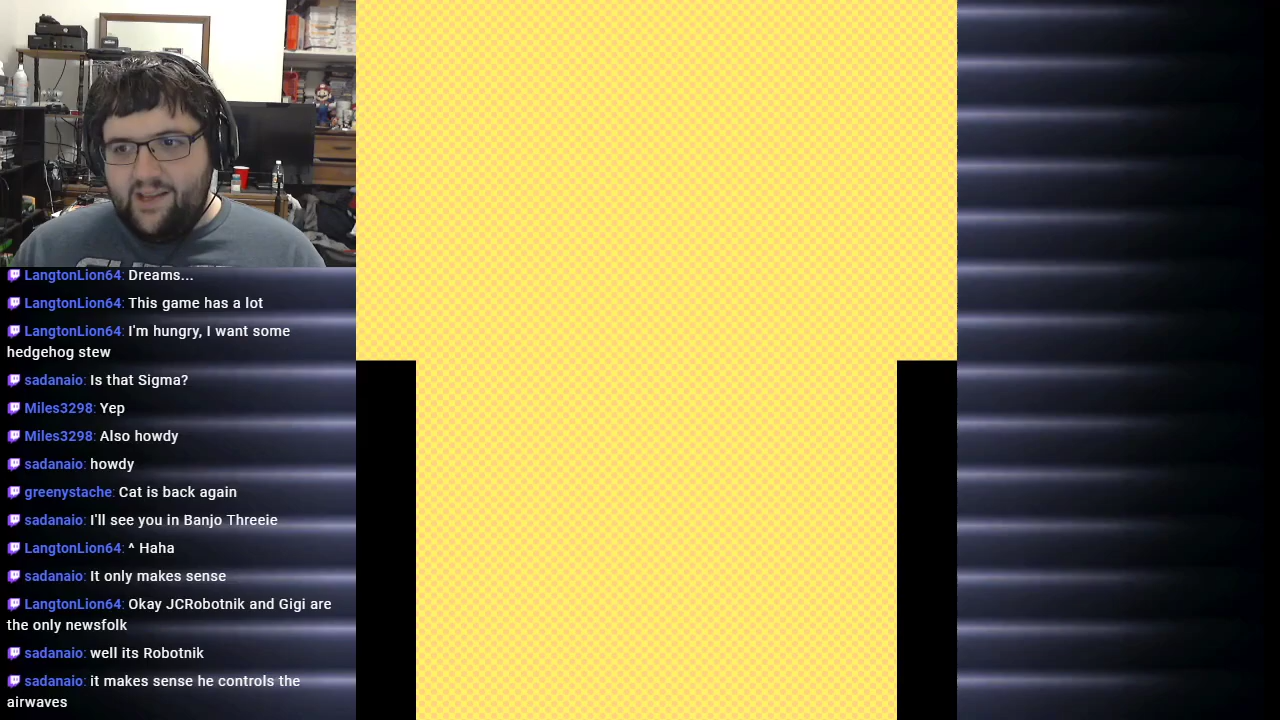 LangtonLion64: Dreams...
LangtonLion64: This game has a lot
LangtonLion64: I'm hungry, I want some
hedgehog stew
sadanaio: Is that Sigma?
Miles3298: Yep
Miles3298: Also howdy
sadanaio: howdy
greenystache: Cat is back again
sadanaio: I'll see you in Banjo Threeie
LangtonLion64: ^ Haha
sadanaio: It only makes sense
LangtonLion64: Okay JCRobotnik and Gigi are
the only newsfolk
sadanaio: well its Robotnik
sadanaio: it makes sense he controls the
airwaves